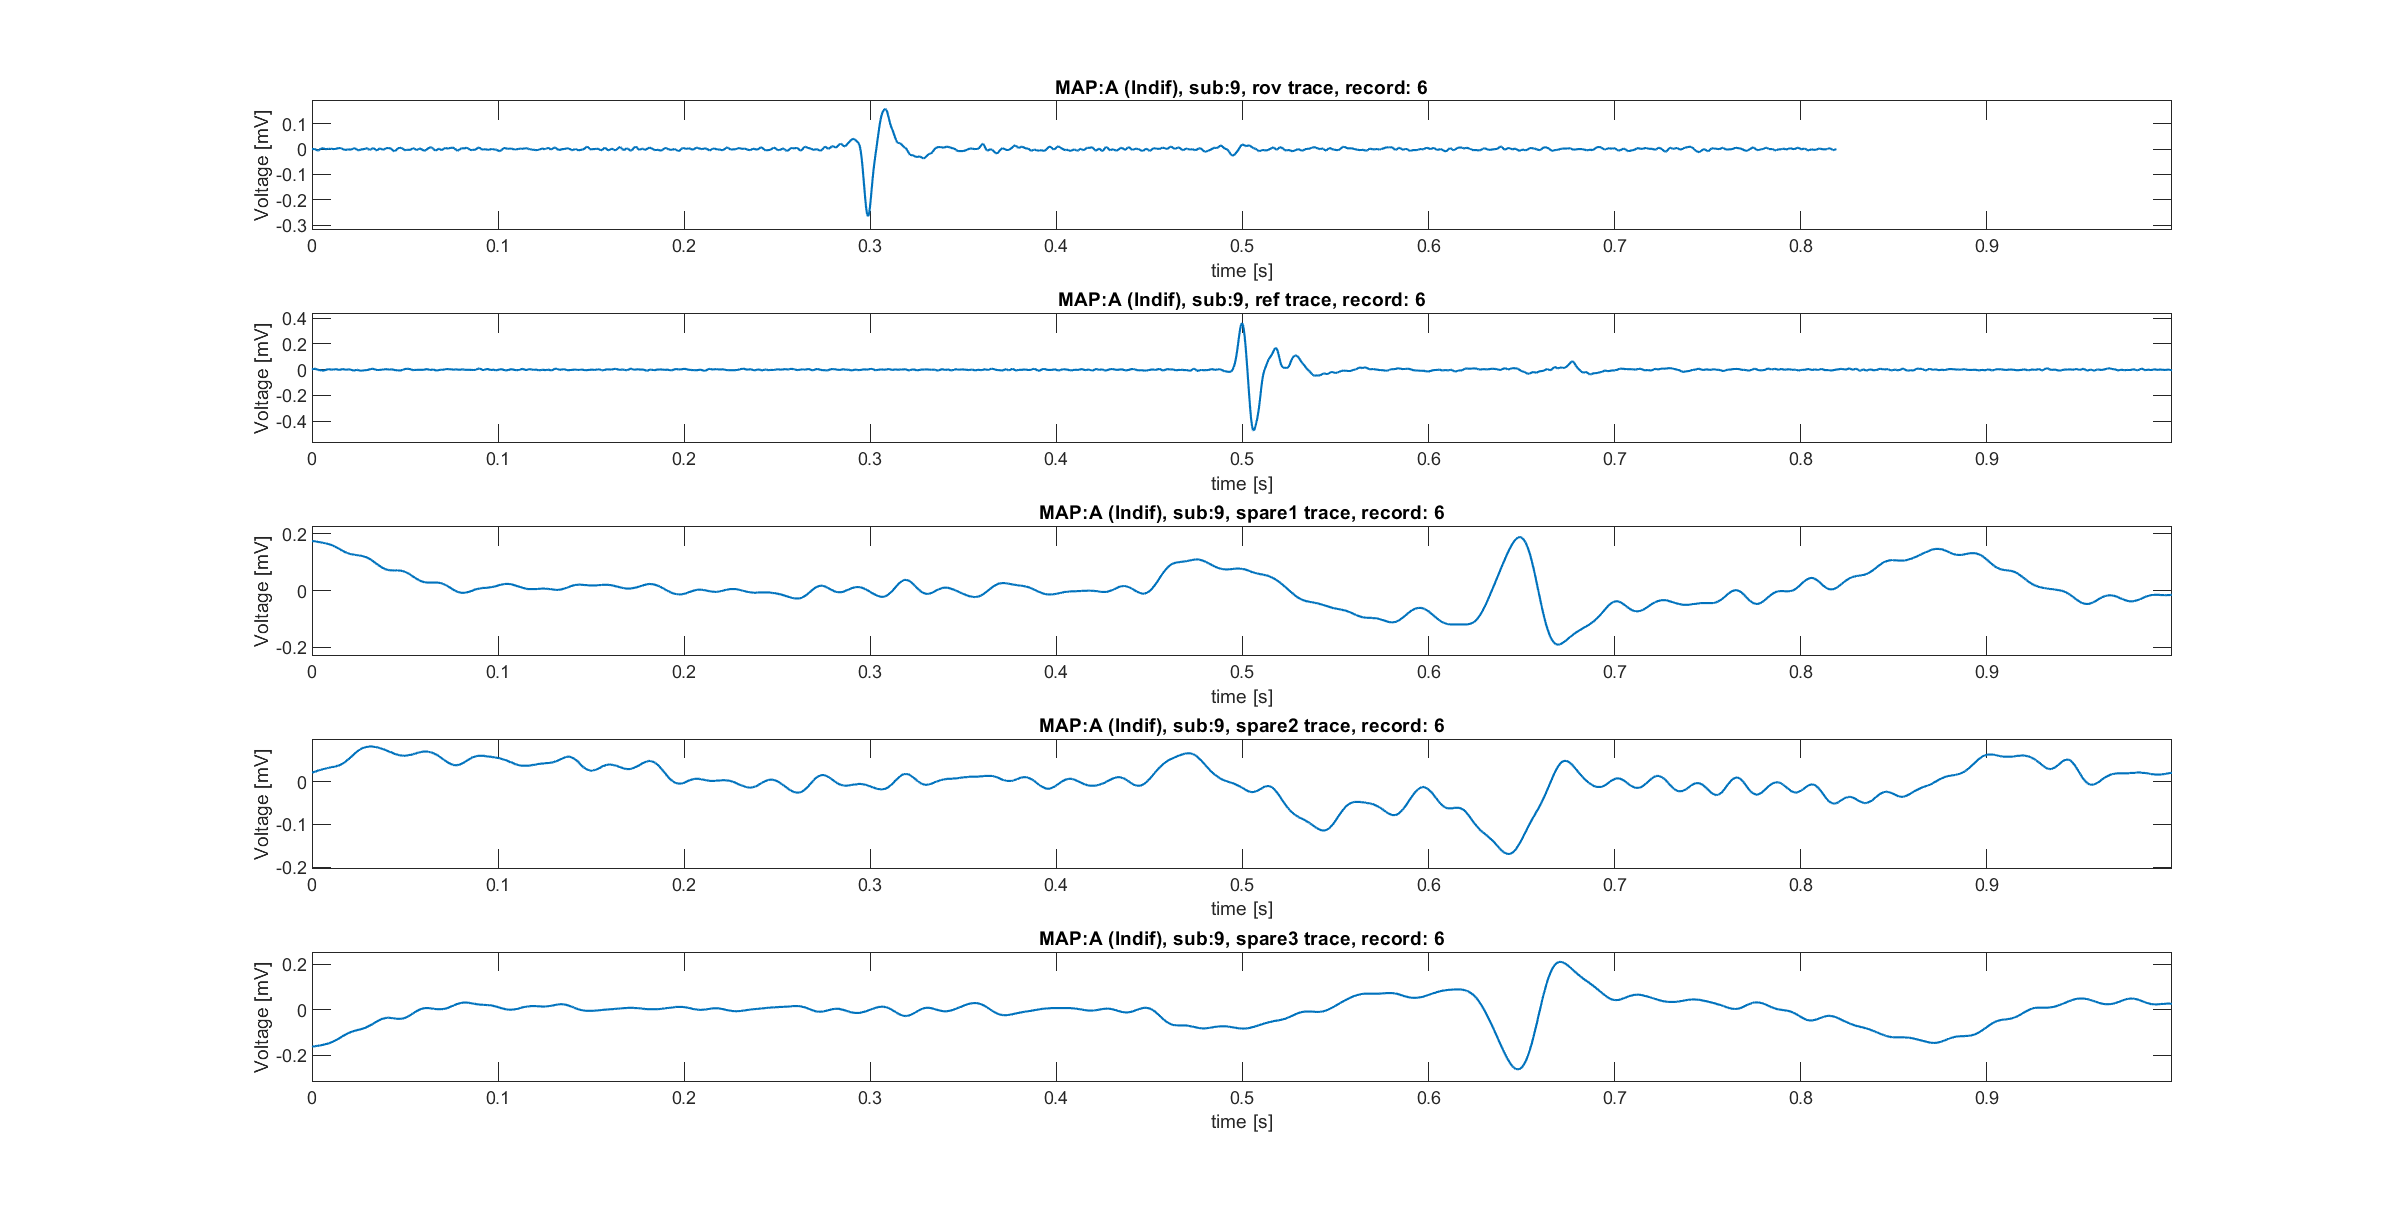 MAP:A (Indif), sub:9, rov trace, record: 6
Voltage [mV]
0.1
0
-0.1
-0.2
-0.3
0 0.1 0.2 0.3 0.4 0.5 0.6 0.7 0.8 0.9
time [s]
MAP:A (Indif), sub:9, ref trace, record: 6
Voltage [mV]
0.4
0.2
0
-0.2
-0.4
0 0.1 0.2 0.3 0.4 0.5 0.6 0.7 0.8 0.9
time [s]
MAP:A (Indif), sub:9, spare1 trace, record: 6
Voltage [mV]
0.2
0
-0.2
0 0.1 0.2 0.3 0.4 0.5 0.6 0.7 0.8 0.9
time [s]
MAP:A (Indif), sub:9, spare2 trace, record: 6
Voltage [mV]
0
-0.1
-0.2
0 0.1 0.2 0.3 0.4 0.5 0.6 0.7 0.8 0.9
time [s]
MAP:A (Indif), sub:9, spare3 trace, record: 6
Voltage [mV]
0.2
0
-0.2
0 0.1 0.2 0.3 0.4 0.5 0.6 0.7 0.8 0.9
time [s]